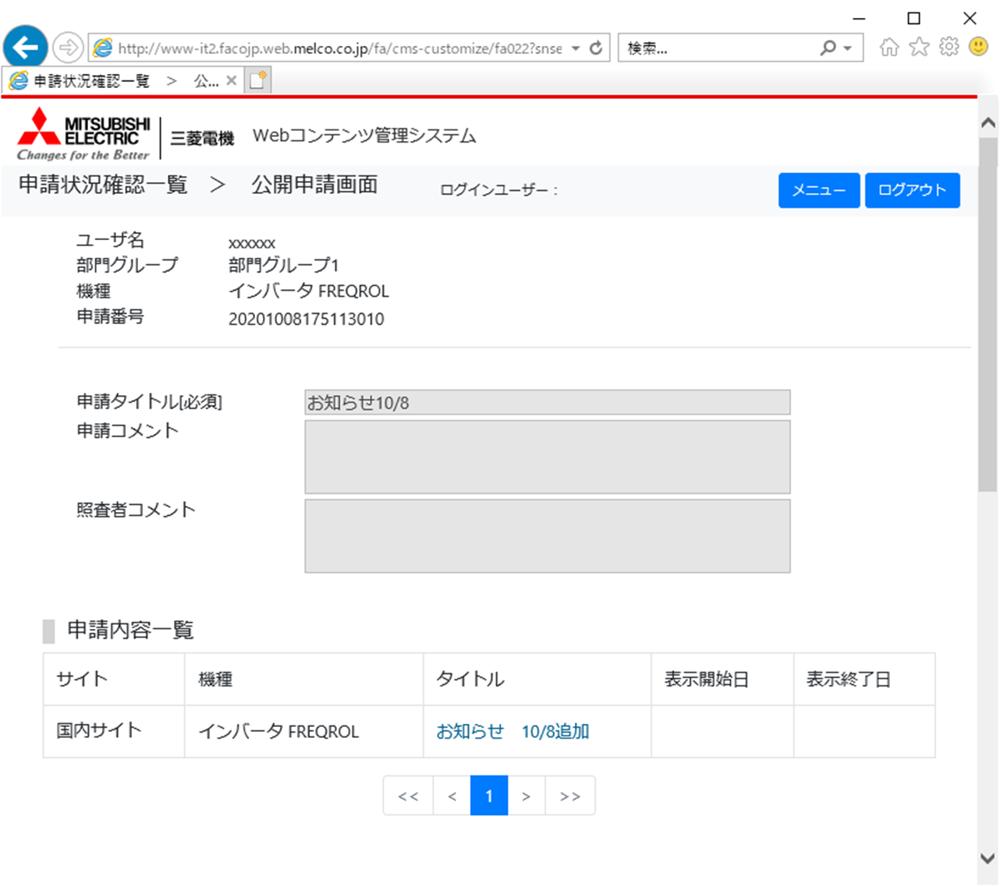 http://www-it2.facojp.web.melco.co.jp/fa/cms-customize/fa022?snse
検索...
申請状況確認一覧　>　公...
MITSUBISHI
ELECTRIC
Changes for the Better
三菱電機
Webコンテンツ管理システム
申請状況確認一覧　>　公開申請画面
ログインユーザー：
メニュー
ログアウト
ユーザ名 xxxxxx
部門グループ 部門グループ1
機種 インバータ FREQROL
申請番号 20201008175113010
申請タイトル[必須] お知らせ10/8
申請コメント
照査者コメント
申請内容一覧
サイト 機種 タイトル 表示開始日 表示終了日
国内サイト インバータ FREQROL お知らせ　10/8追加
<< < 1 > >>